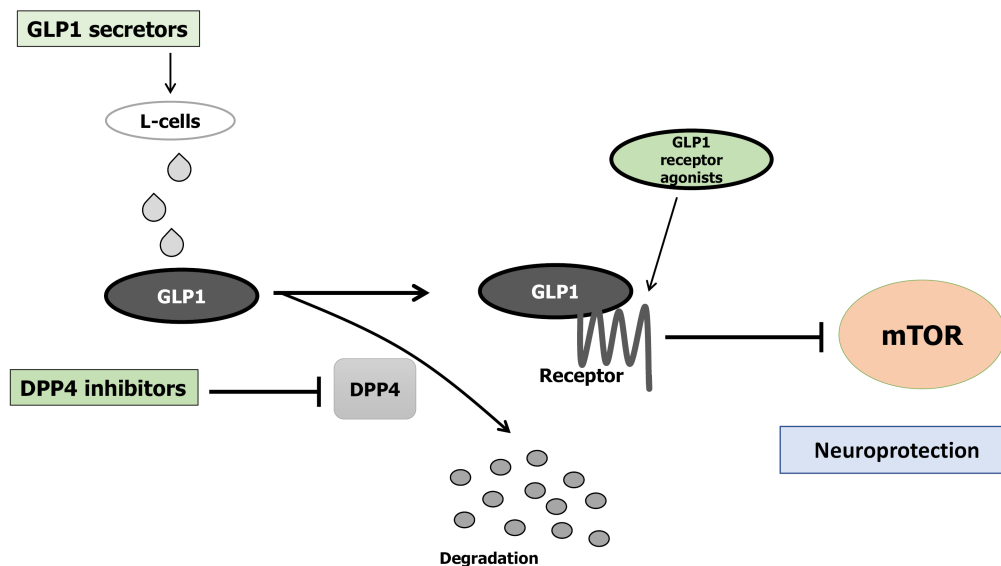 GLP1 secretors
L-cells
GLP1
receptor
agonists
GLP1
GLP1
mTOR
Receptor
DPP4 inhibitors
DPP4
Neuroprotection
Degradation